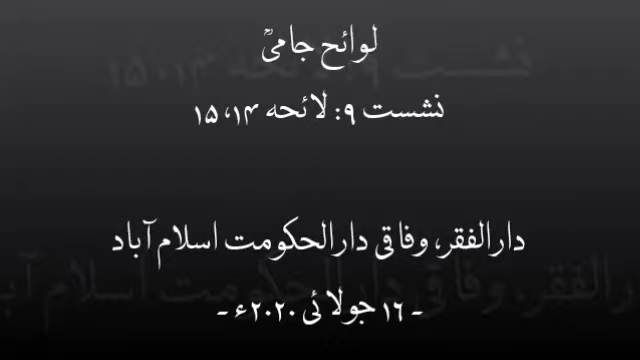 لوائح جامیؒ
نشست ۹: لائحہ ۱۴، ۱۵
دارالفقر، وفاقی دارالحکومت اسلام آباد
- ۱۶ جولائی ۲۰۲۰ء -